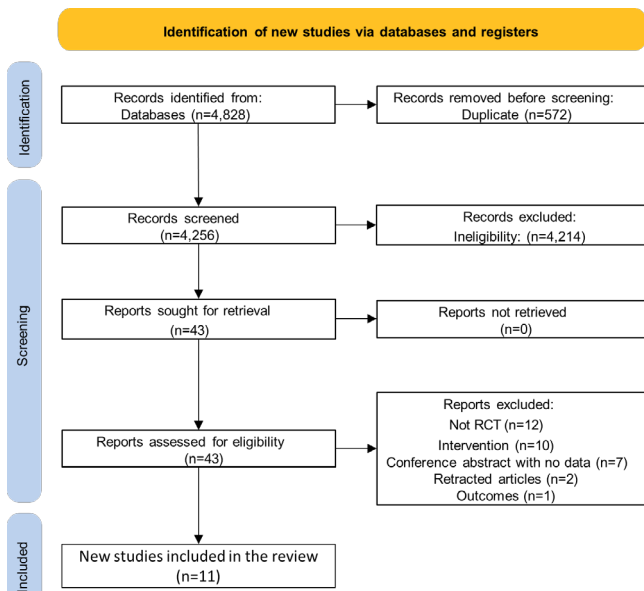 Identification of new studies via databases and registers
Identification
Records identified from:
Databases (n=4,828)
Records removed before screening:
Duplicate (n=572)
Screening
Records screened
(n=4,256)
Records excluded:
Ineligibility: (n=4,214)
Reports sought for retrieval
(n=43)
Reports not retrieved
(n=0)
Reports assessed for eligibility
(n=43)
Reports excluded:
Not RCT (n=12)
Intervention (n=10)
Conference abstract with no data (n=7)
Retracted articles (n=2)
Outcomes (n=1)
Included
New studies included in the review
(n=11)